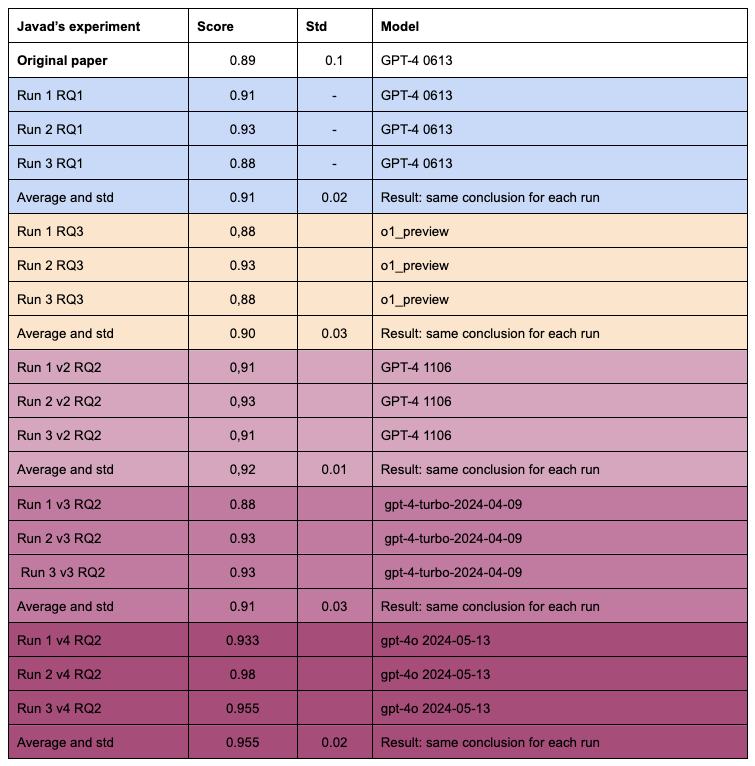 Javad's experiment Score Std Model
Original paper 0.89 0.1 GPT-4 0613
Run 1 RQ1 0.91 - GPT-4 0613
Run 2 RQ1 0.93 - GPT-4 0613
Run 3 RQ1 0.88 - GPT-4 0613
Average and std 0.91 0.02 Result: same conclusion for each run
Run 1 RQ3 0,88 o1_preview
Run 2 RQ3 0.93 o1_preview
Run 3 RQ3 0,88 o1_preview
Average and std 0.90 0.03 Result: same conclusion for each run
Run 1 v2 RQ2 0,91 GPT-4 1106
Run 2 v2 RQ2 0,93 GPT-4 1106
Run 3 v2 RQ2 0,91 GPT-4 1106
Average and std 0,92 0.01 Result: same conclusion for each run
Run 1 v3 RQ2 0.88 gpt-4-turbo-2024-04-09
Run 2 v3 RQ2 0.93 gpt-4-turbo-2024-04-09
Run 3 v3 RQ2 0.93 gpt-4-turbo-2024-04-09
Average and std 0.91 0.03 Result: same conclusion for each run
Run 1 v4 RQ2 0.933 gpt-4o 2024-05-13
Run 2 v4 RQ2 0.98 gpt-4o 2024-05-13
Run 3 v4 RQ2 0.955 gpt-4o 2024-05-13
Average and std 0.955 0.02 Result: same conclusion for each run